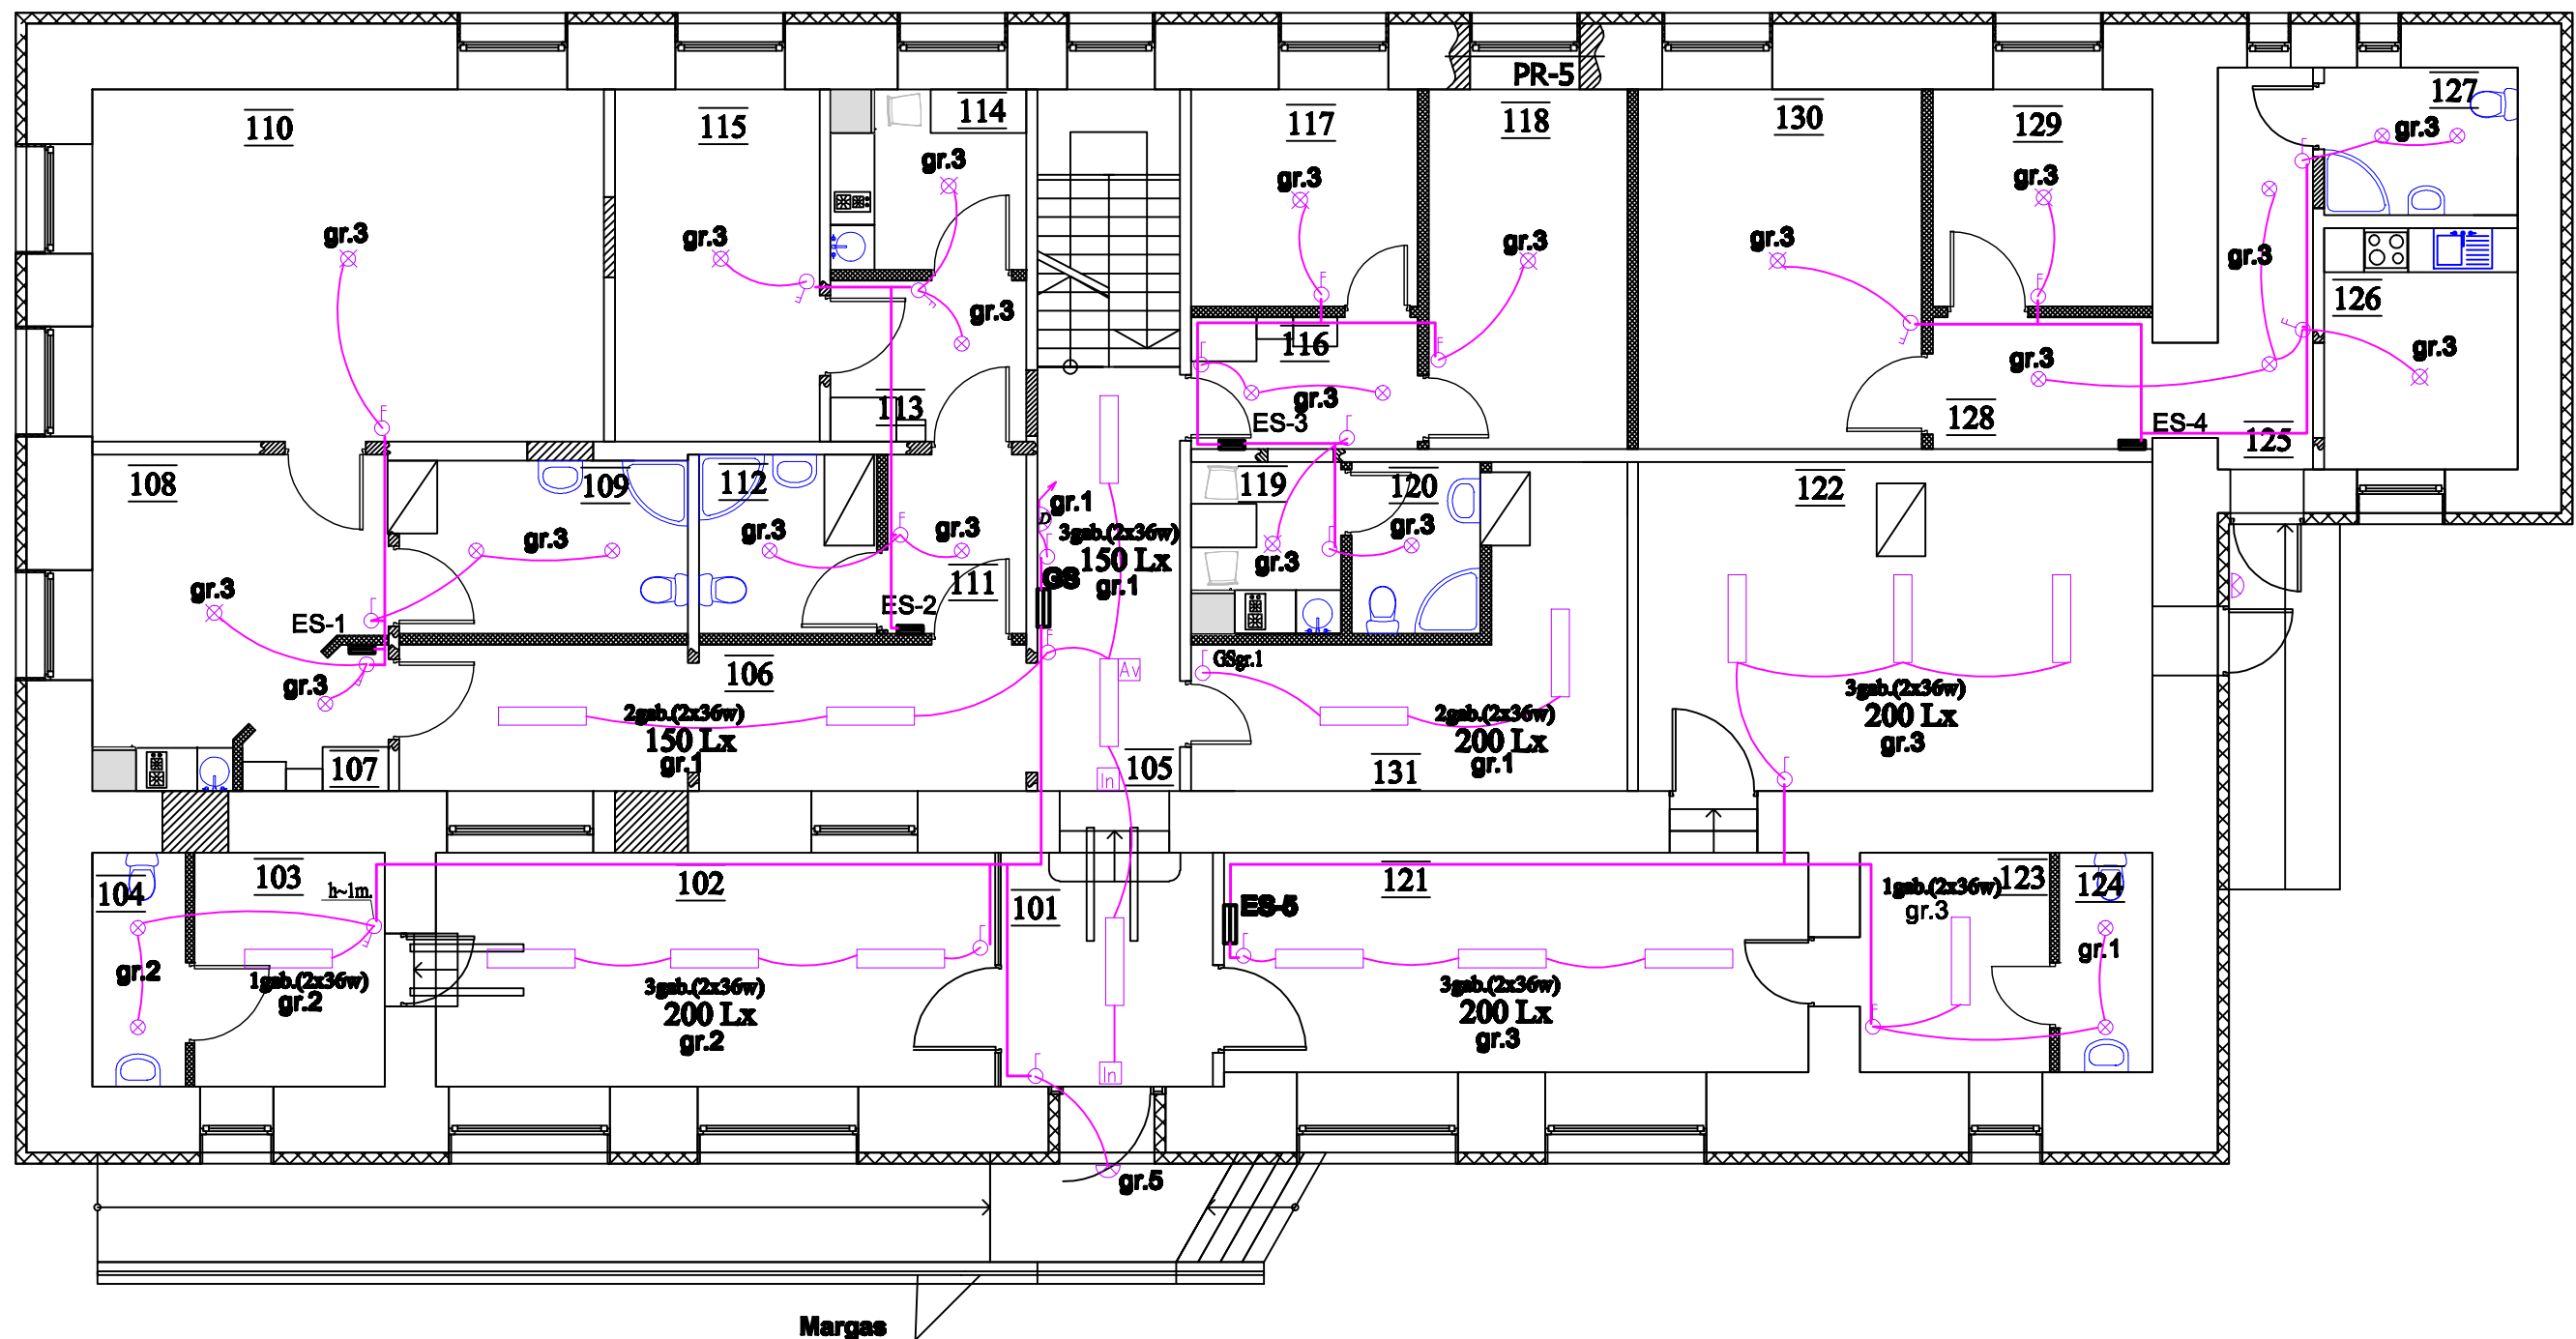 PR-5
110
115
114
117
118
130
129
127
gr.3
gr.3
gr.3
gr.3
gr.3
gr.3
gr.3
gr.3
gr.3
126
gr.3
116
gr.3
gr.3
gr.3
113
ES-3
128
ES-4
125
108
109
112
gr.1
3gab.(2x36w)
150 Lx
gr.1
119
120
122
gr.3
gr.3
gr.3
gr.3
gr.3
111
GS
ES-2
gr.3
ES-1
106
Av
GSgr.1
gr.3
2gab.(2x36w)
150 Lx
gr.1
2gab.(2x36w)
200 Lx
gr.1
3gab.(2x36w)
200 Lx
gr.3
107
In
105
131
104
103
h~1m.
102
101
121
ES-5
1gab.(2x36w)
gr.3
123
124
gr.2
1gab.(2x36w)
gr.2
3gab.(2x36w)
200 Lx
gr.2
3gab.(2x36w)
200 Lx
gr.3
gr.1
In
gr.5
Margas